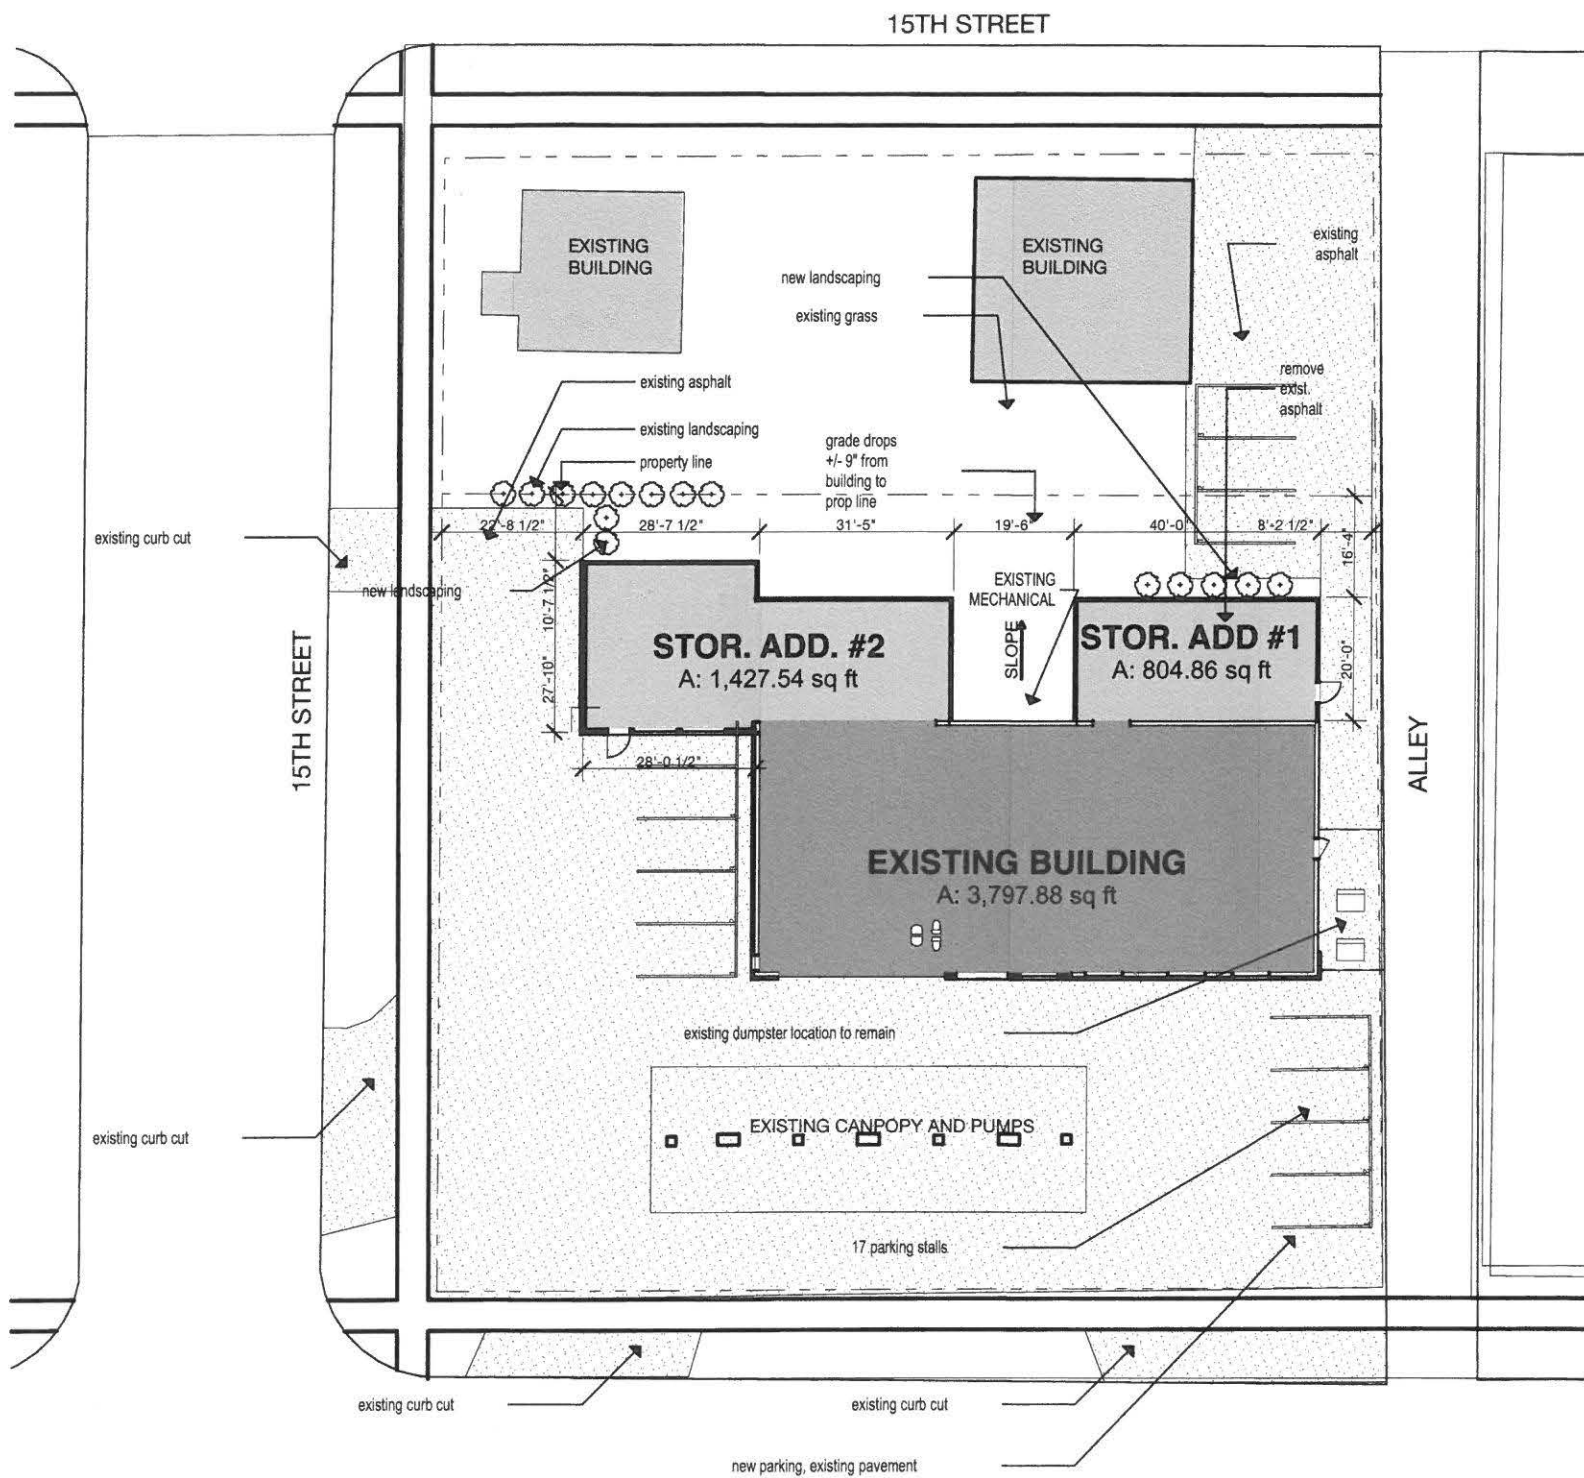 15TH STREET
EXISTING
BUILDING
EXISTING
BUILDING
existing
asphalt
new landscaping
existing grass
remove
exist.
asphalt
existing asphalt
existing landscaping
property line
grade drops
+/- 9" from
building to
prop line
existing curb cut
22'-8 1/2"
28'-7 1/2"
31'-5"
19'-6"
40'-0"
8'-2 1/2"
16'-4"
new landscaping
10'-7 1/2"
EXISTING
MECHANICAL
SLOPE
STOR. ADD. #2
A: 1,427.54 sq ft
STOR. ADD #1
A: 804.86 sq ft
27'-10"
20'-0"
15TH STREET
ALLEY
28'-0 1/2"
EXISTING BUILDING
A: 3,797.88 sq ft
existing dumpster location to remain
EXISTING CANPOPY AND PUMPS
existing curb cut
17 parking stalls
existing curb cut
existing curb cut
new parking, existing pavement